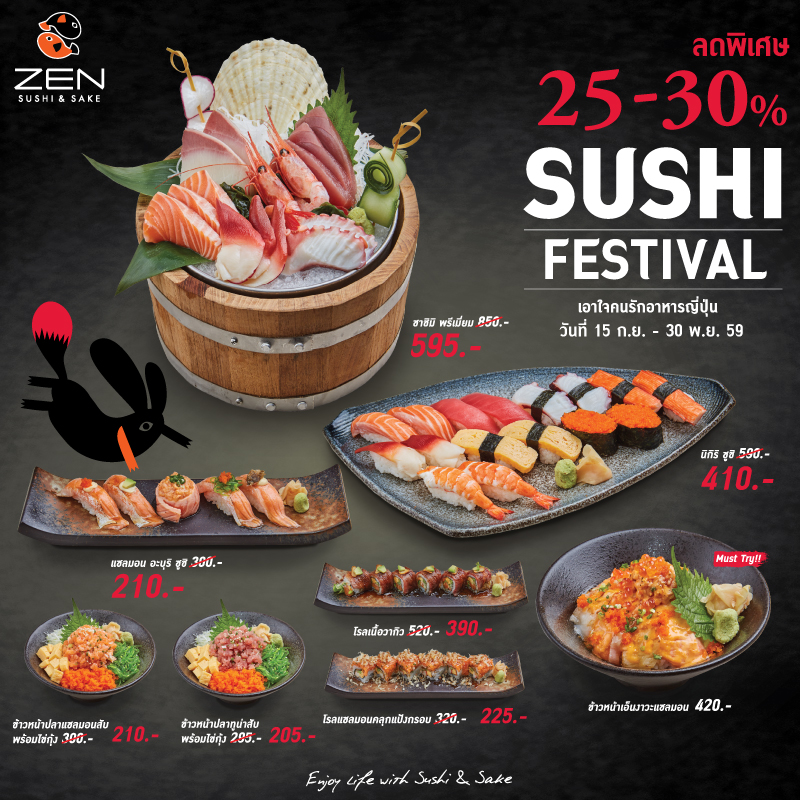 ZEN
SUSHI & SAKE
ลดพิเศษ
25-30%
SUSHI
FESTIVAL
เอาใจคนรักอาหารญี่ปุ่น
วันที่ 15 ก.ย. - 30 พ.ย. 59
ซาชิมิ พรีเมี่ยม 850.-
595.-
นิกิริ ซูชิ 590.-
410.-
แซลมอน อะบุริ ซูชิ 300.-
210.-
Must Try!!
โรลเนื้อวากิว 520.- 390.-
ข้าวหน้าเอ็นงาวะแซลมอน 420.-
ข้าวหน้าปลาแซลมอนสับ
พร้อมไข่กุ้ง 300.- 210.-
ข้าวหน้าปลาทูน่าสับ
พร้อมไข่กุ้ง 295.- 205.-
โรลแซลมอนคลุกแป้งกรอบ 320.- 225.-
Enjoy Life with Sushi & Sake